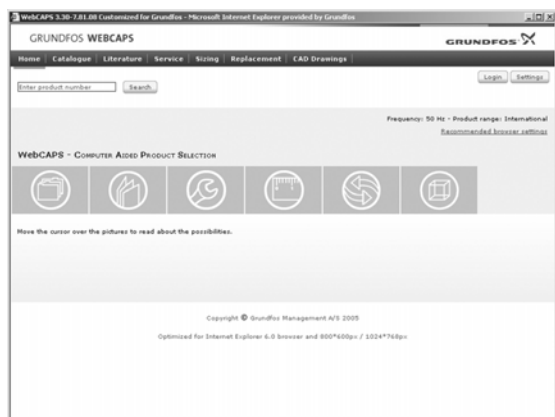 WebCAPS 3.30-7.01.08 Customized for Grundfos - Microsoft Internet Explorer provided by Grundfos
GRUNDFOS WEBCAPS
GRUNDFOS
Home Catalogue Literature Service Sizing Replacement CAD Drawings
Login Settings
Enter product number Search
Frequency: 50 Hz - Product range: International
Recommended browser settings
WebCAPS - Computer Aided Product Selection
Move the cursor over the pictures to read about the possibilities.
Copyright © Grundfos Management A/S 2005
Optimized for Internet Explorer 6.0 browser and 800*600px / 1024*768px